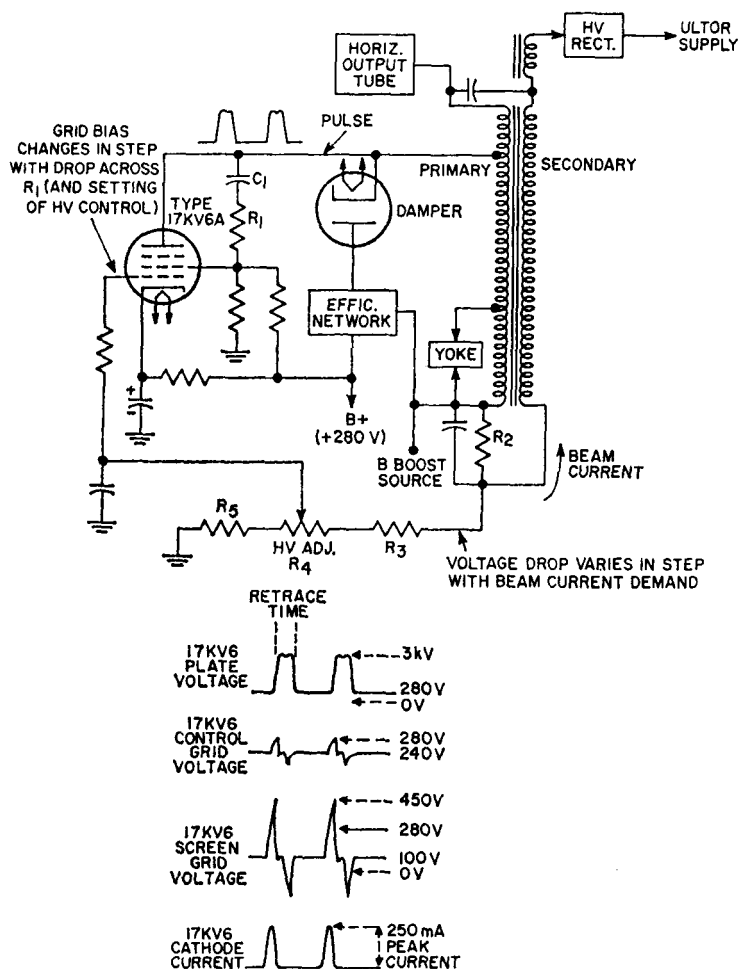 HORIZ.
OUTPUT
TUBE
HV
RECT.
ULTOR
SUPPLY
GRID BIAS
CHANGES IN STEP
WITH DROP ACROSS
R1 (AND SETTING
OF HV CONTROL)
PULSE
PRIMARY
SECONDARY
C1
TYPE
17KV6A
R1
DAMPER
EFFIC.
NETWORK
YOKE
+
-
B+
(+280 V)
B BOOST
SOURCE
R2
BEAM
CURRENT
R5
HV ADJ.
R4
R3
VOLTAGE DROP VARIES IN STEP
WITH BEAM CURRENT DEMAND
RETRACE
TIME
17KV6
PLATE
VOLTAGE
3kV
280V
0V
17KV6
CONTROL
GRID
VOLTAGE
280V
240V
17KV6
SCREEN
GRID
VOLTAGE
450V
280V
100V
0V
17KV6
CATHODE
CURRENT
250 mA
PEAK
CURRENT